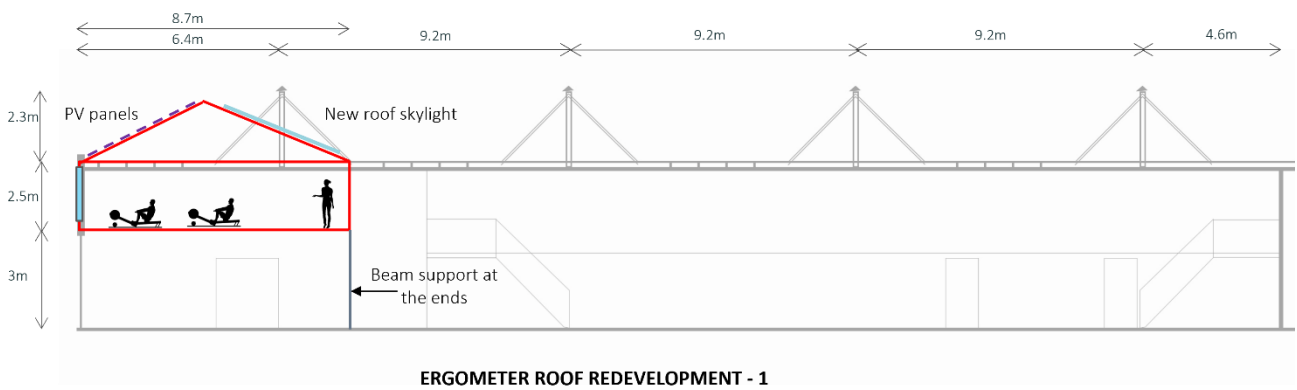 8.7m
6.4m
9.2m
9.2m
9.2m
4.6m
2.3m
PV panels
New roof skylight
2.5m
3m
Beam support at
the ends
ERGOMETER ROOF REDEVELOPMENT - 1